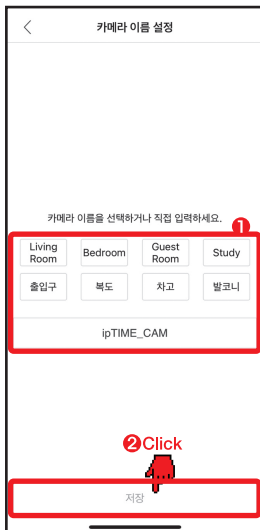 카메라 이름 설정
카메라 이름을 선택하거나 직접 입력하세요.
❶
Living Room
Bedroom
Guest Room
Study
출입구
복도
차고
발코니
ipTIME_CAM
❷Click
저장